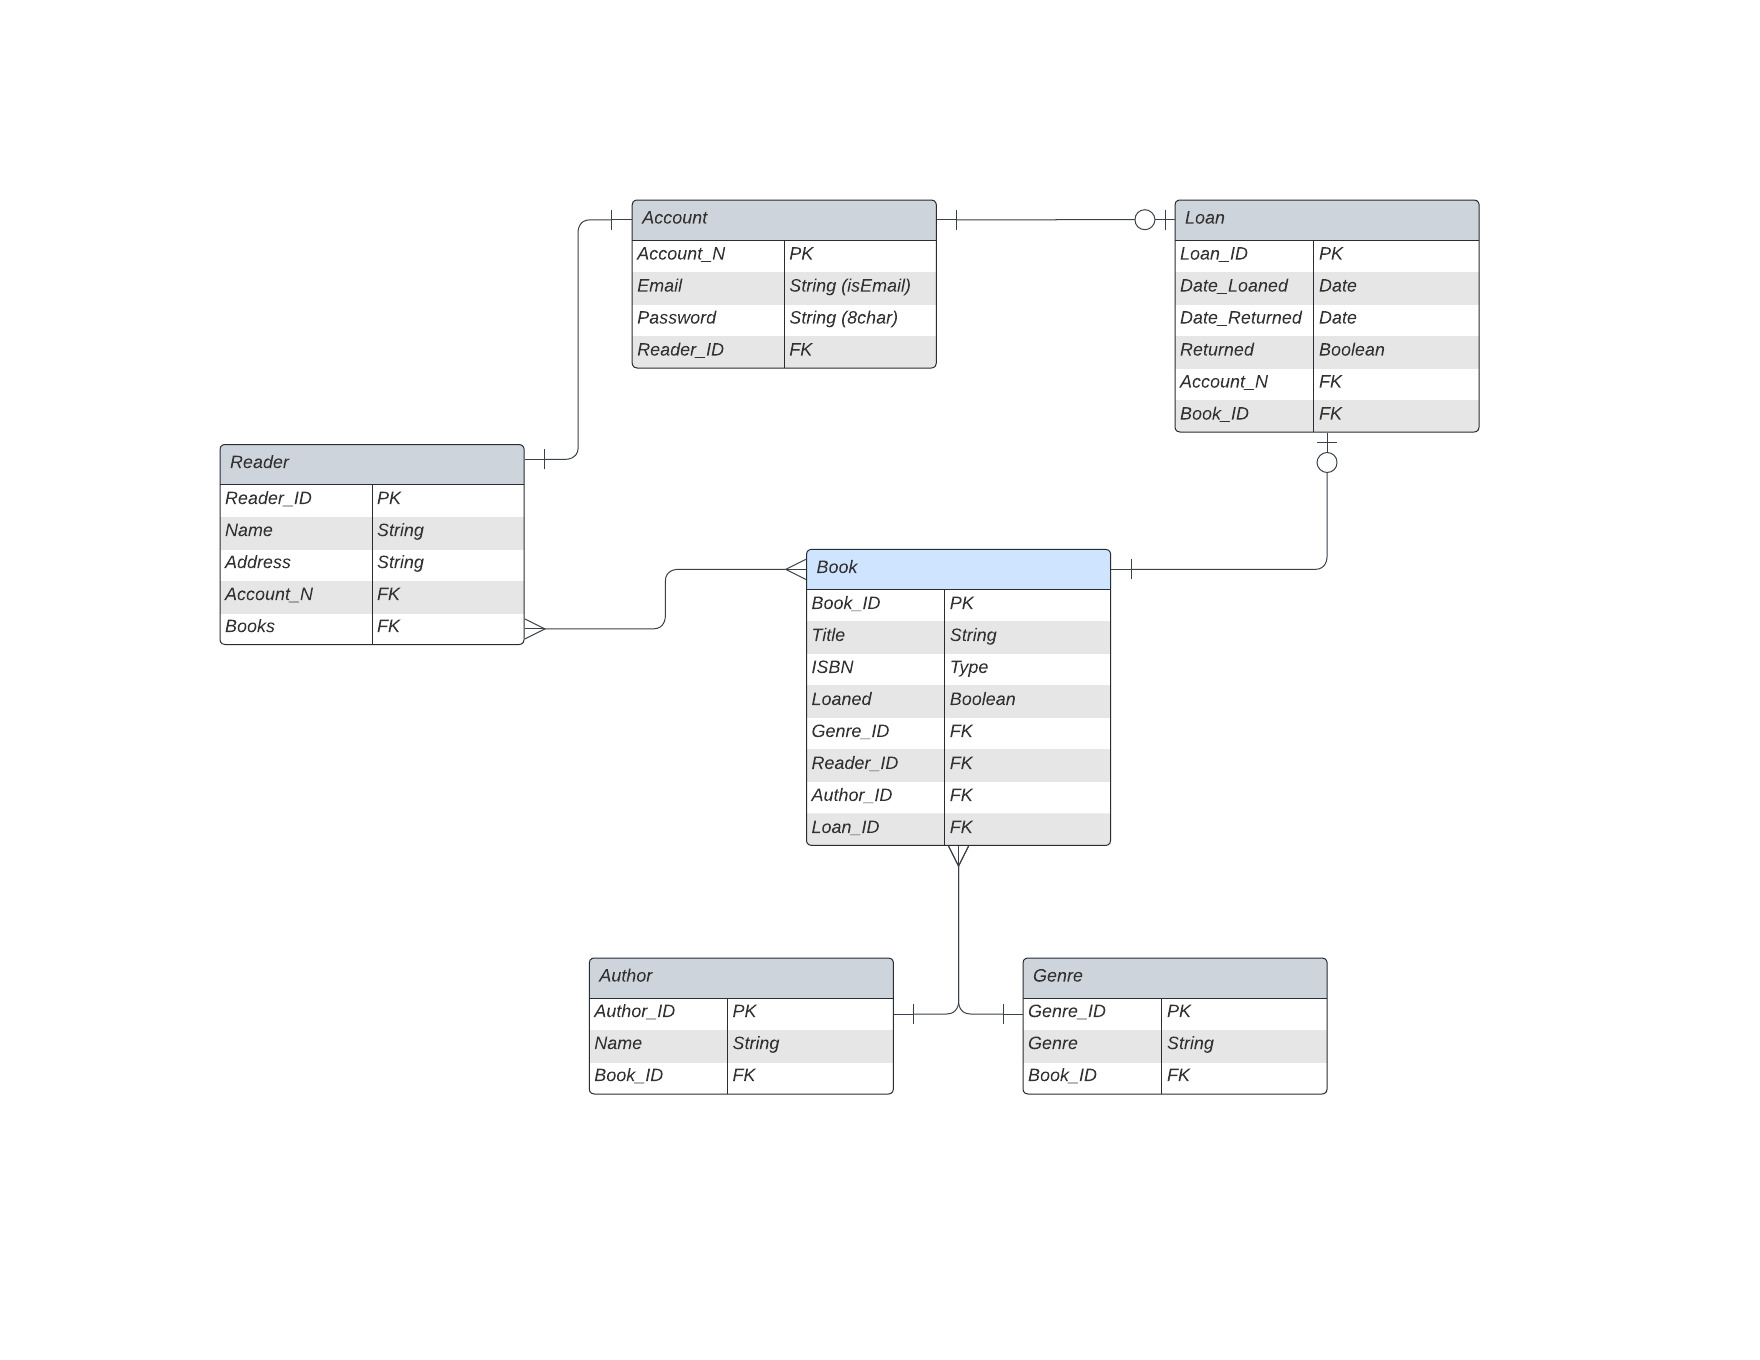 Account
Account_N PK
Email String (isEmail)
Password String (8char)
Reader_ID FK
Loan
Loan_ID PK
Date_Loaned Date
Date_Returned Date
Returned Boolean
Account_N FK
Book_ID FK
Reader
Reader_ID PK
Name String
Address String
Account_N FK
Books FK
Book
Book_ID PK
Title String
ISBN Type
Loaned Boolean
Genre_ID FK
Reader_ID FK
Author_ID FK
Loan_ID FK
Author
Author_ID PK
Name String
Book_ID FK
Genre
Genre_ID PK
Genre String
Book_ID FK